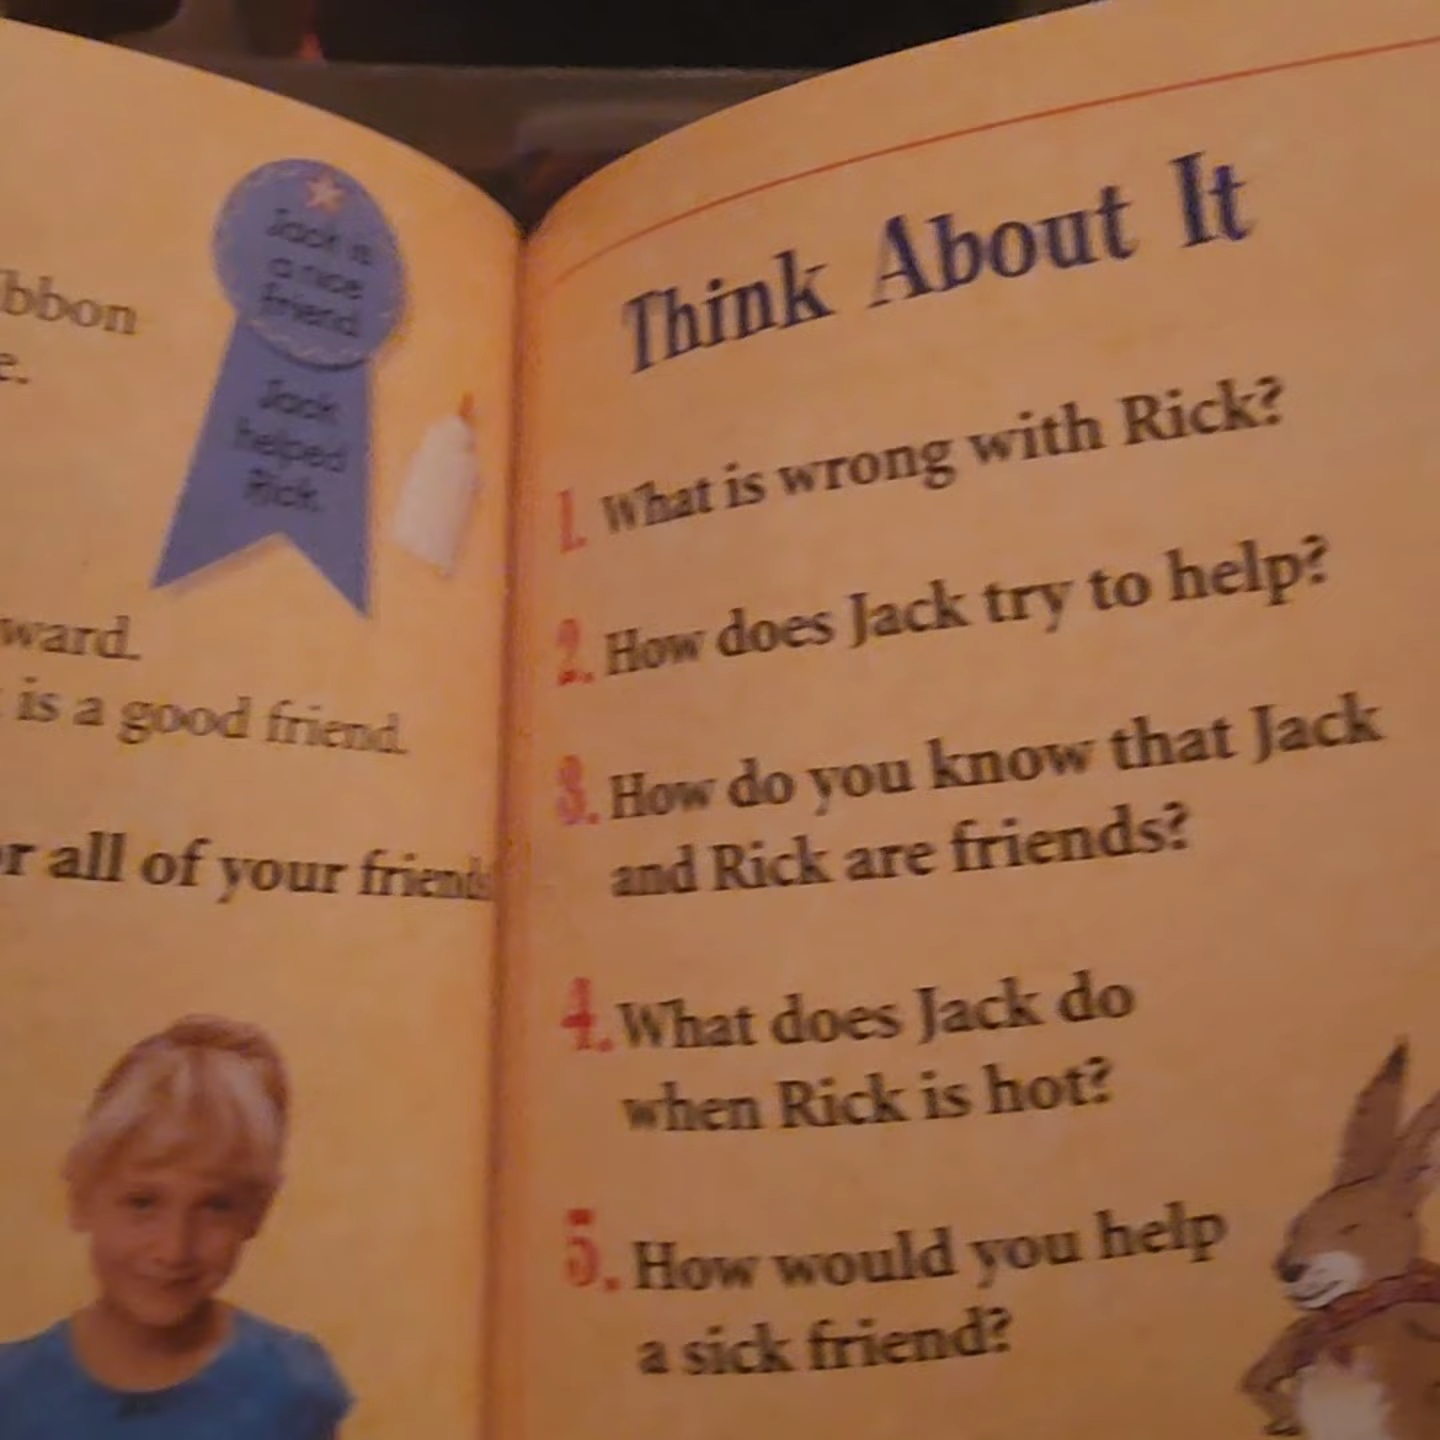 Jack is
a nice
friend.
Jack
helped
Rick.
ibbon
e.
ward.
is a good friend.
or all of your friends
Think About It
1. What is wrong with Rick?
2. How does Jack try to help?
3. How do you know that Jack
and Rick are friends?
4. What does Jack do
when Rick is hot?
5. How would you help
a sick friend?